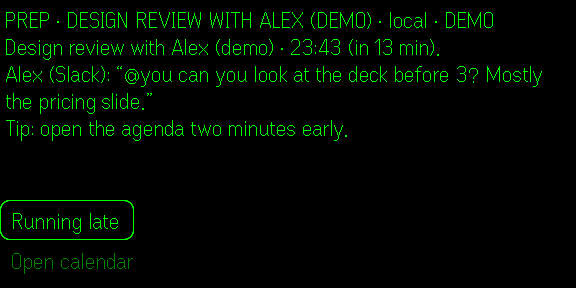 PREP · DESIGN REVIEW WITH ALEX (DEMO) · local · DEMO
Design review with Alex (demo) · 23:43 (in 13 min).
Alex (Slack): “@you can you look at the deck before 3? Mostly
the pricing slide.”
Tip: open the agenda two minutes early.
Running late
Open calendar